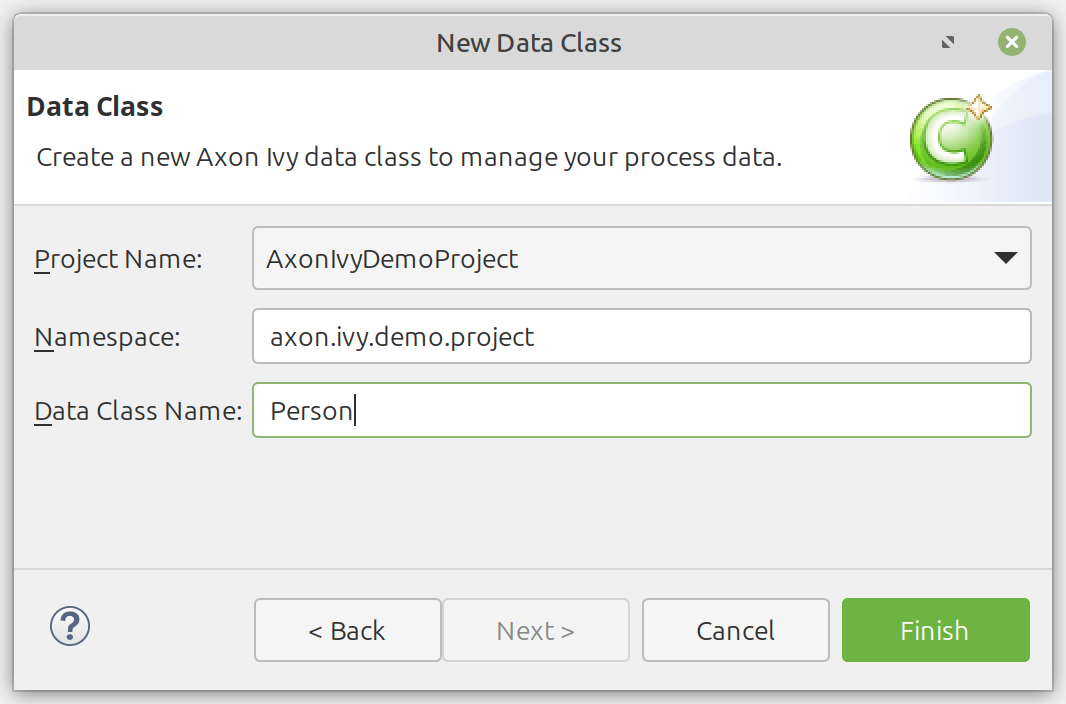 New Data Class
Data Class
Create a new Axon Ivy data class to manage your process data.
Project Name: AxonIvyDemoProject
Namespace: axon.ivy.demo.project
Data Class Name: Person
? < Back Next > Cancel Finish